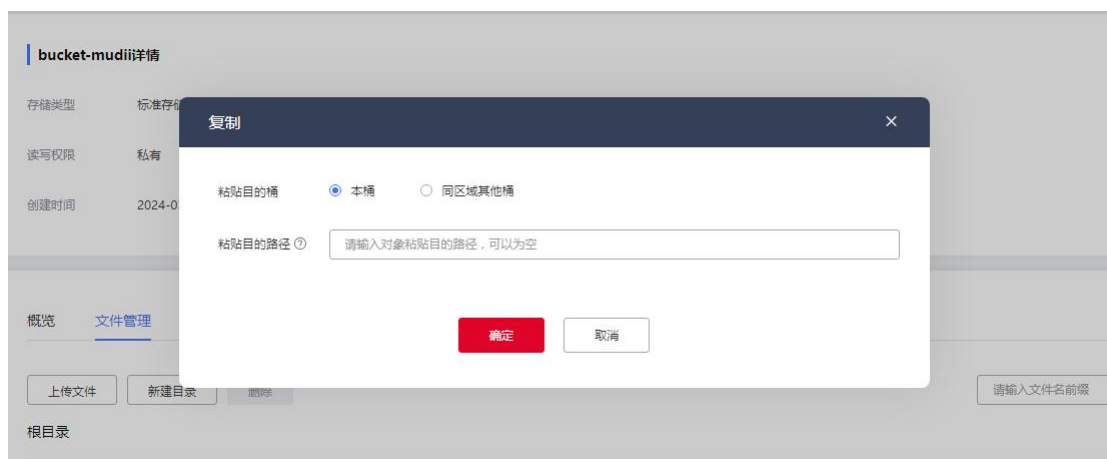 bucket-mudii详情
存储类型 标准存储
复制
读写权限 私有
粘贴目的桶 本桶 同区域其他桶
创建时间 2024-0
粘贴目的路径 请输入对象粘贴目的路径，可以为空
概览 文件管理
确定 取消
上传文件 新建目录 删除 请输入文件名前缀
根目录